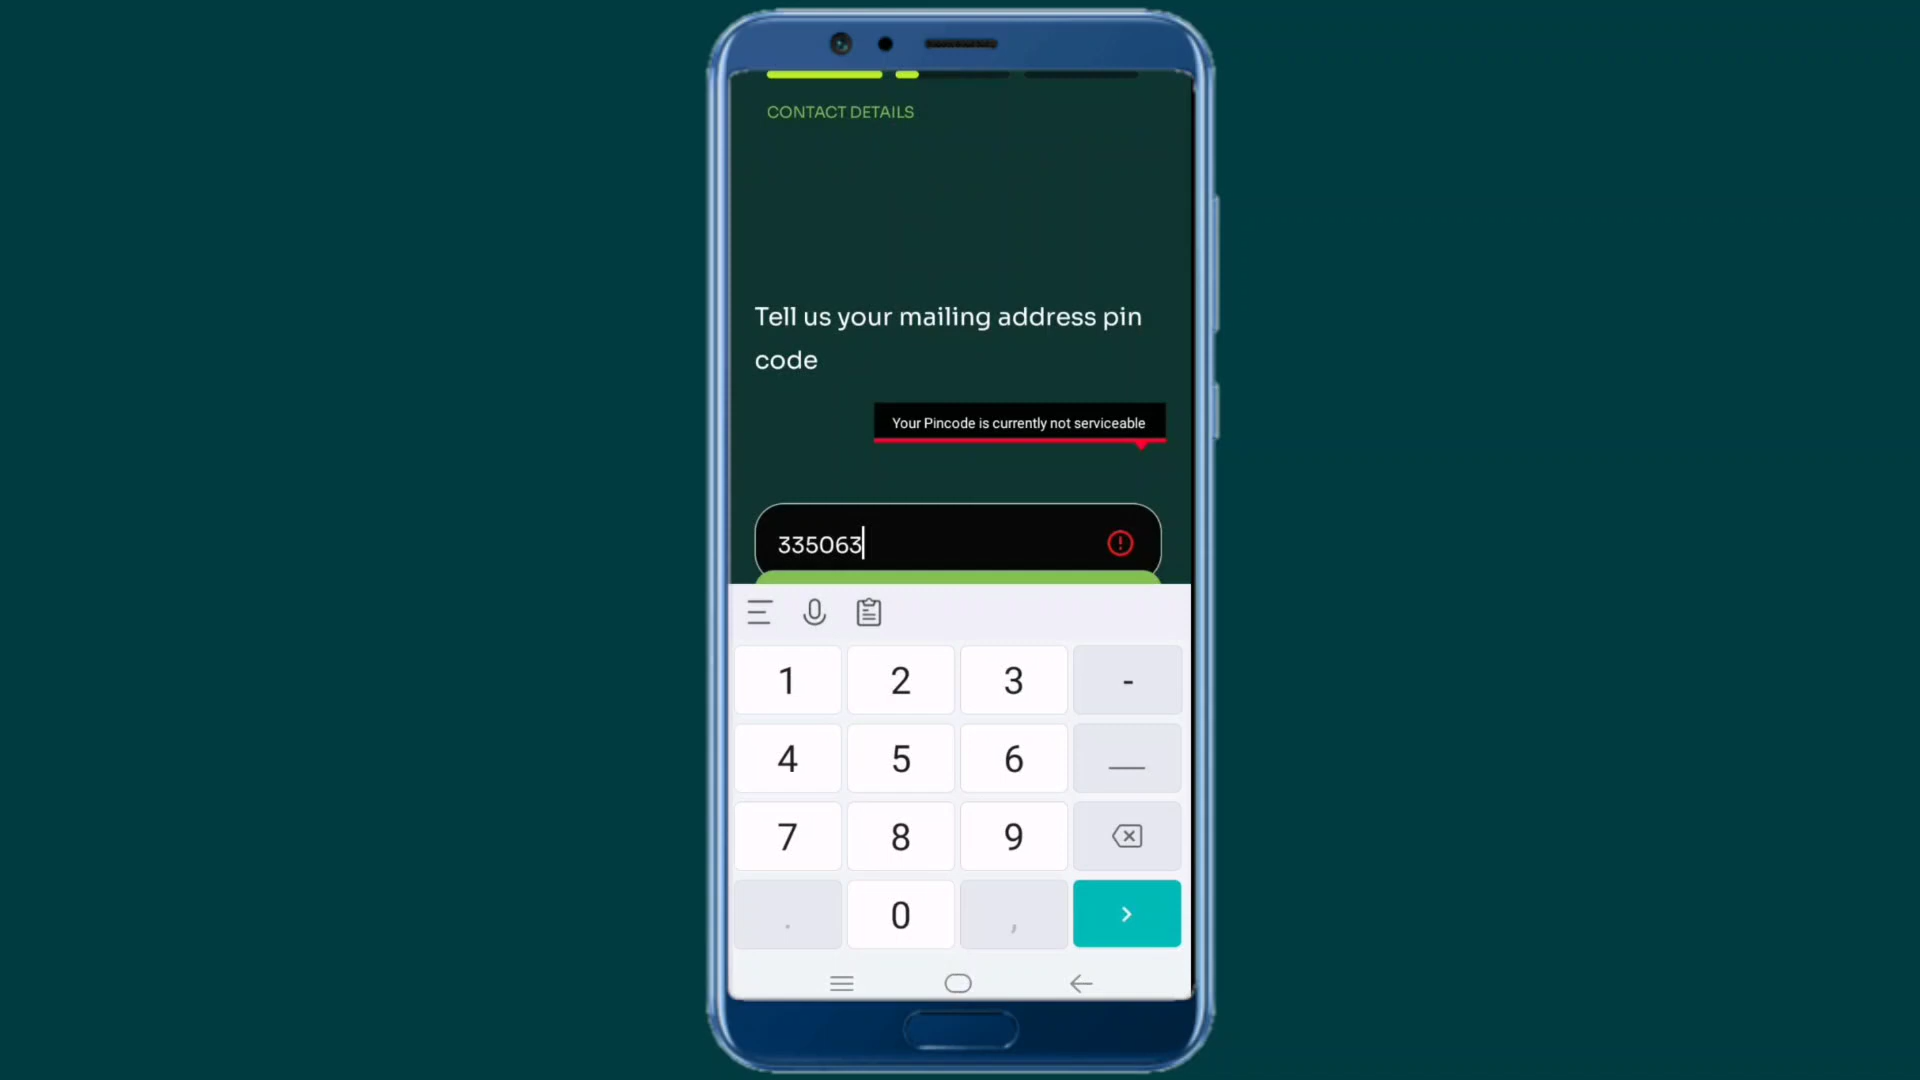 CONTACT DETAILS
Tell us your mailing address pin
code
Your Pincode is currently not serviceable
335063
1 2 3 -
4 5 6
7 8 9
. 0 ,